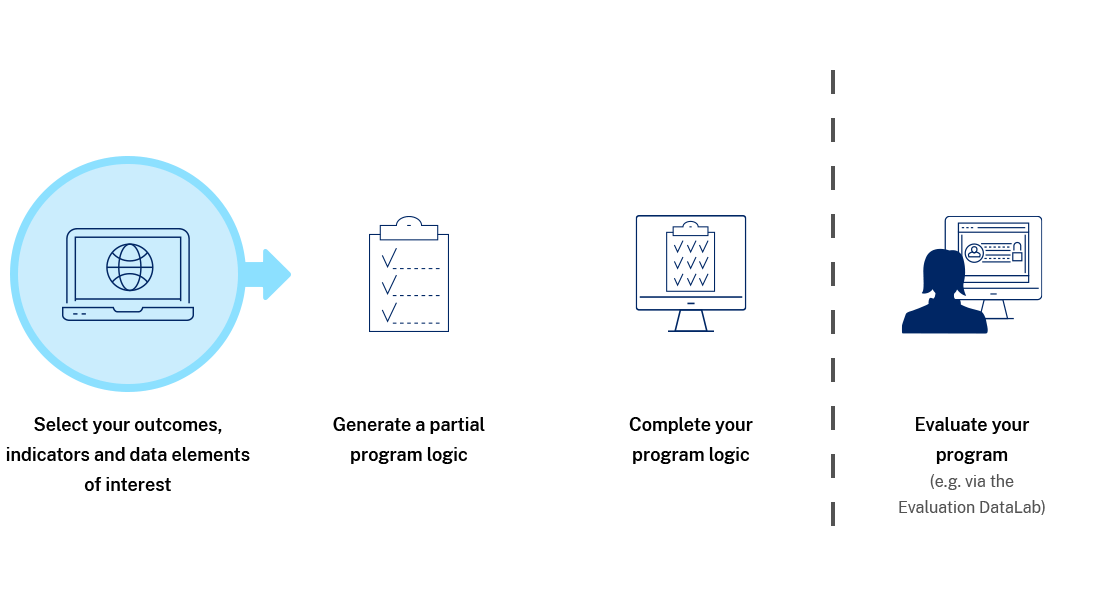 Select your outcomes,
indicators and data elements
of interest
Generate a partial
program logic
Complete your
program logic
Evaluate your
program
(e.g. via the
Evaluation DataLab)